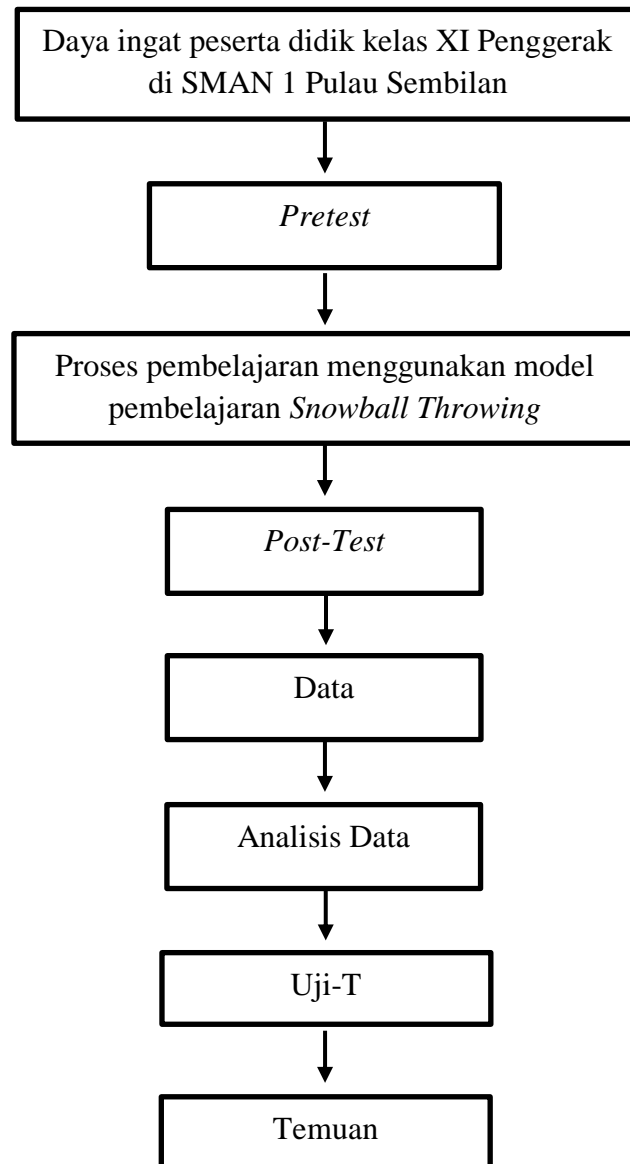 Daya ingat peserta didik kelas XI Penggerak
di SMAN 1 Pulau Sembilan
Pretest
Proses pembelajaran menggunakan model
pembelajaran Snowball Throwing
Post-Test
Data
Analisis Data
Uji-T
Temuan